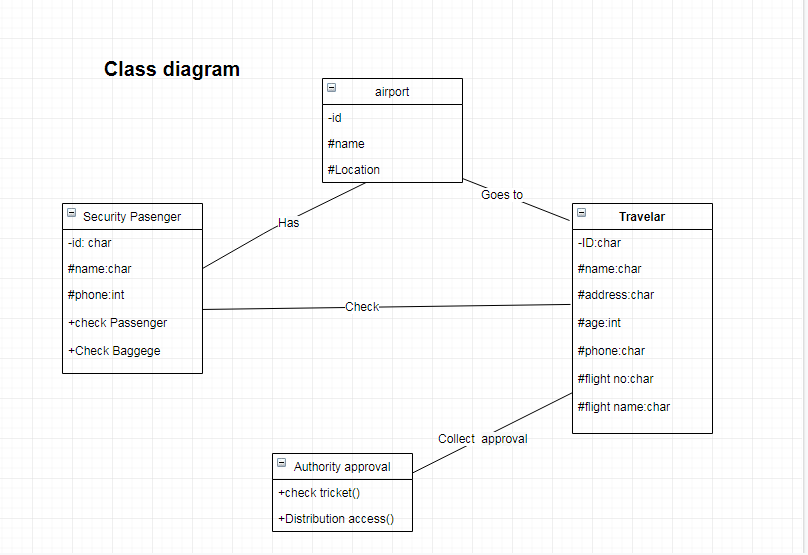 Class diagram
airport
-id
#name
#Location
Has
Goes to
Security Pasenger
-id: char
#name:char
#phone:int
+check Passenger
+Check Baggege
Check
Travelar
-ID:char
#name:char
#address:char
#age:int
#phone:char
#flight no:char
#flight name:char
Collect approval
Authority approval
+check tricket()
+Distribution access()